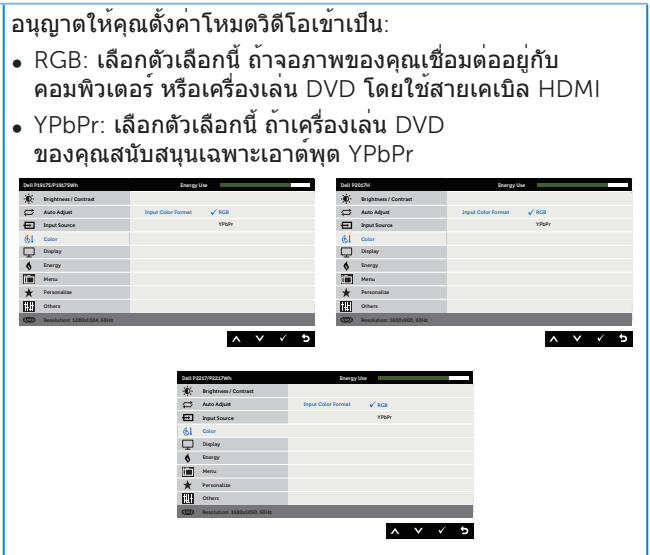 อนุญาตให้คุณตั้งค่าโหมดวิดีโอเข้าเป็น:
● RGB: เลือกตัวเลือกนี้ ถ้าจอภาพของคุณเชื่อมต่ออยู่กับ
คอมพิวเตอร์ หรือเครื่องเล่น DVD โดยใช้สายเคเบิล HDMI
● YPbPr: เลือกตัวเลือกนี้ ถ้าเครื่องเล่น DVD
ของคุณสนับสนุนเฉพาะเอาต์พุต YPbPr
Dell P1917S/P1917SWh Energy Use
Brightness / Contrast
Auto Adjust Input Color Format ✓ RGB
Input Source YPbPr
Color
Display
Energy
Menu
Personalize
Others
Resolution: 1280x1024, 60Hz
Dell P2017H Energy Use
Brightness / Contrast
Auto Adjust Input Color Format ✓ RGB
Input Source YPbPr
Color
Display
Energy
Menu
Personalize
Others
Resolution: 1600x900, 60Hz
Dell P2217/P2217Wh Energy Use
Brightness / Contrast
Auto Adjust Input Color Format ✓ RGB
Input Source YPbPr
Color
Display
Energy
Menu
Personalize
Others
Resolution: 1680x1050, 60Hz